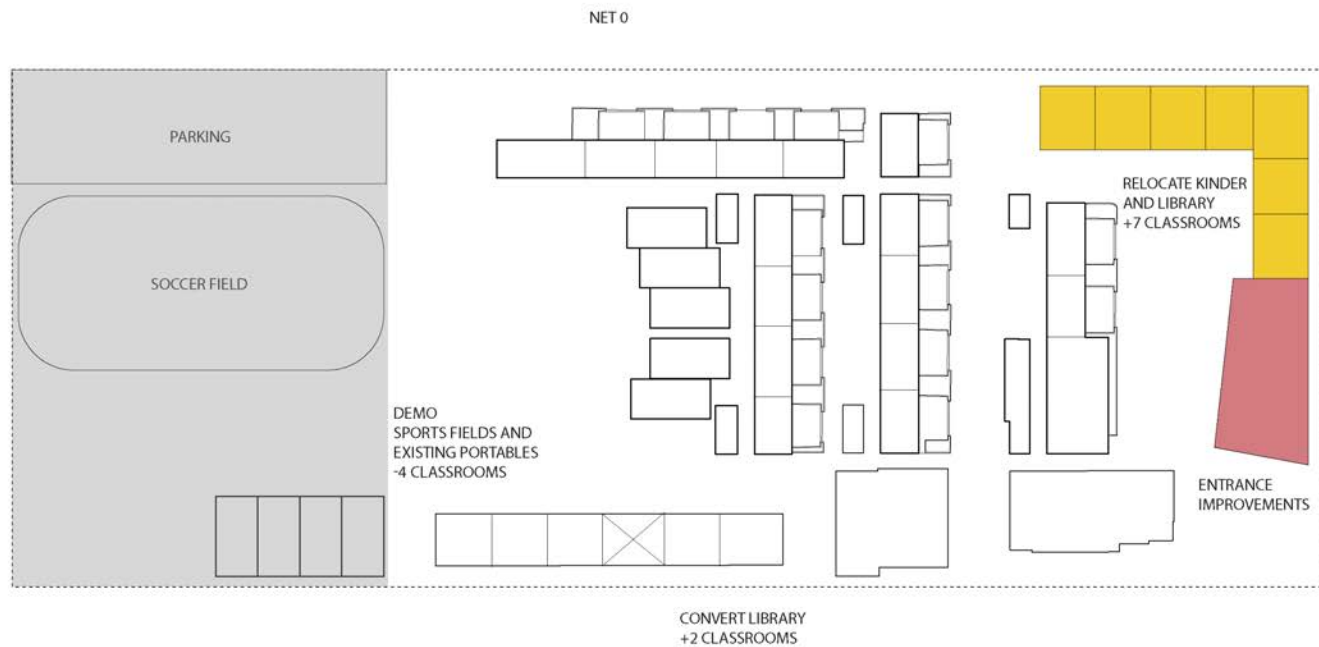 NET 0
PARKING
RELOCATE KINDER
AND LIBRARY
+7 CLASSROOMS
SOCCER FIELD
DEMO
SPORTS FIELDS AND
EXISTING PORTABLES
-4 CLASSROOMS
ENTRANCE
IMPROVEMENTS
CONVERT LIBRARY
+2 CLASSROOMS